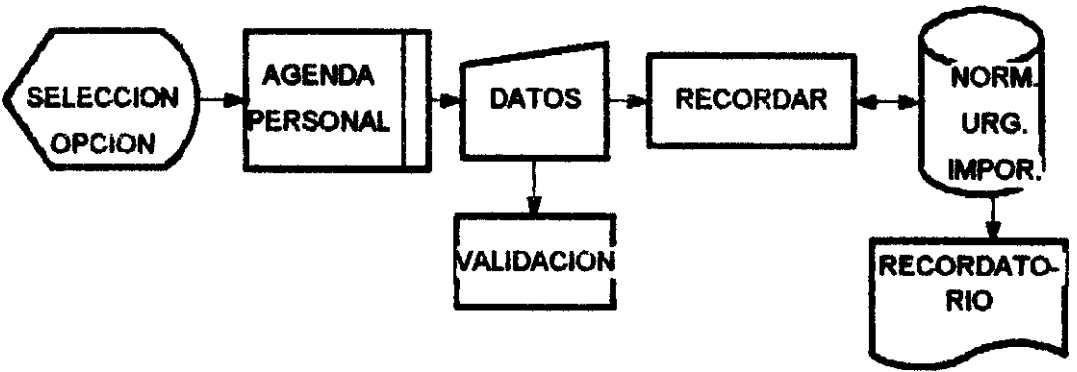 SELECCION
OPCION
AGENDA
PERSONAL
DATOS
RECORDAR
NORM.
URG.
IMPOR.
VALIDACION
RECORDATO-
RIO